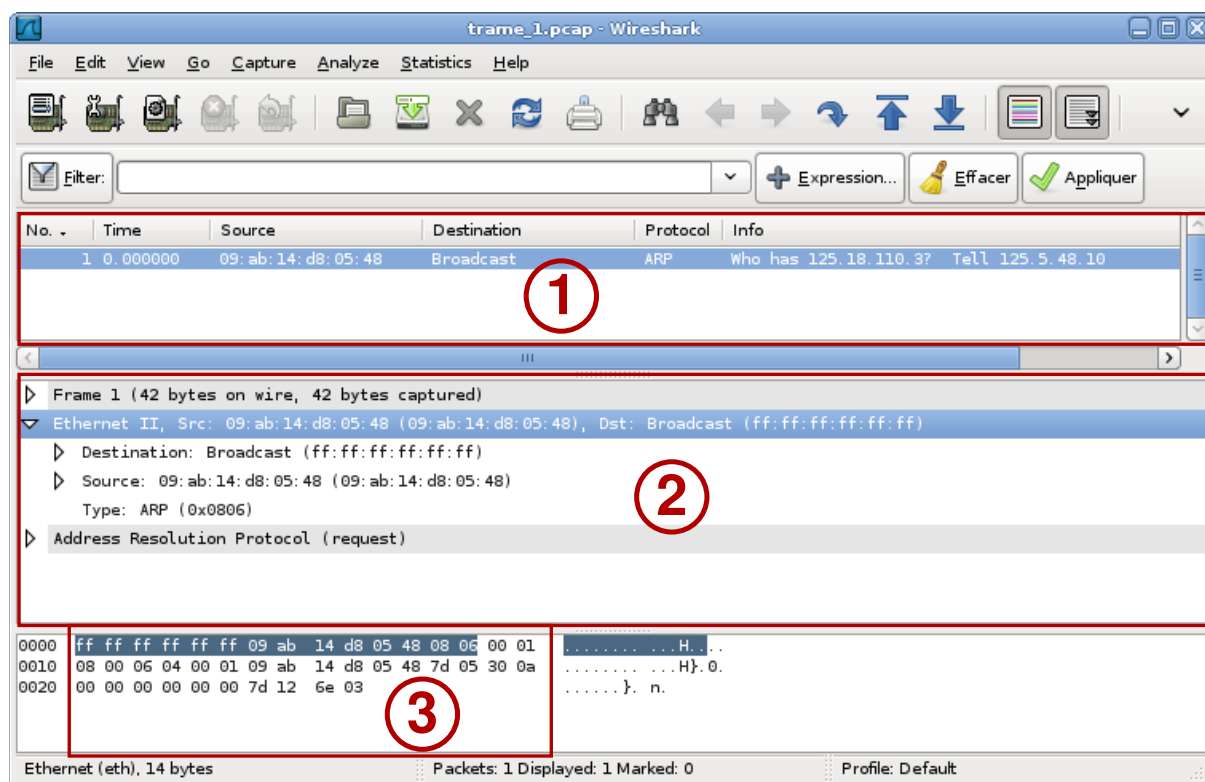 trame_1.pcap - Wireshark
File Edit View Go Capture Analyze Statistics Help
Filter: Expression... Effacer Appliquer
No. . Time Source Destination Protocol Info
1 0.000000 09:ab:14:d8:05:48 Broadcast ARP Who has 125.18.110.3? Tell 125.5.48.10
1
Frame 1 (42 bytes on wire, 42 bytes captured)
Ethernet II, Src: 09:ab:14:d8:05:48 (09:ab:14:d8:05:48), Dst: Broadcast (ff:ff:ff:ff:ff:ff)
Destination: Broadcast (ff:ff:ff:ff:ff:ff)
Source: 09:ab:14:d8:05:48 (09:ab:14:d8:05:48)
Type: ARP (0x0806)
Address Resolution Protocol (request)
2
0000 ff ff ff ff ff ff 09 ab 14 d8 05 48 08 06 00 01 ........ ...H....
0010 08 00 06 04 00 01 09 ab 14 d8 05 48 7d 05 30 0a ........ ...H}.0.
0020 00 00 00 00 00 00 7d 12 6e 03 ......}. n.
3
Ethernet (eth), 14 bytes Packets: 1 Displayed: 1 Marked: 0 Profile: Default